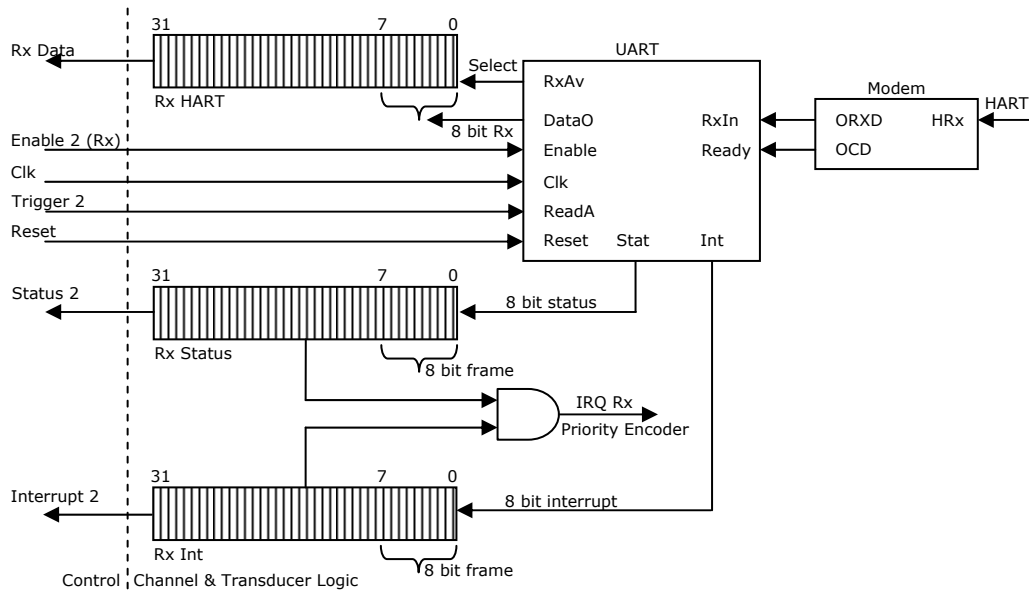 31 7 0
UART
Rx Data
Select
RxAv
Modem
HART
Rx HART
DataO
RxIn
ORXD
HRx
8 bit Rx
Enable 2 (Rx)
Enable
Ready
OCD
Clk
Clk
Trigger 2
ReadA
Reset
Reset
Stat
Int
31 7 0
Status 2
8 bit status
Rx Status
8 bit frame
IRQ Rx
Priority Encoder
31 7 0
Interrupt 2
8 bit interrupt
Rx Int
8 bit frame
Control
Channel & Transducer Logic